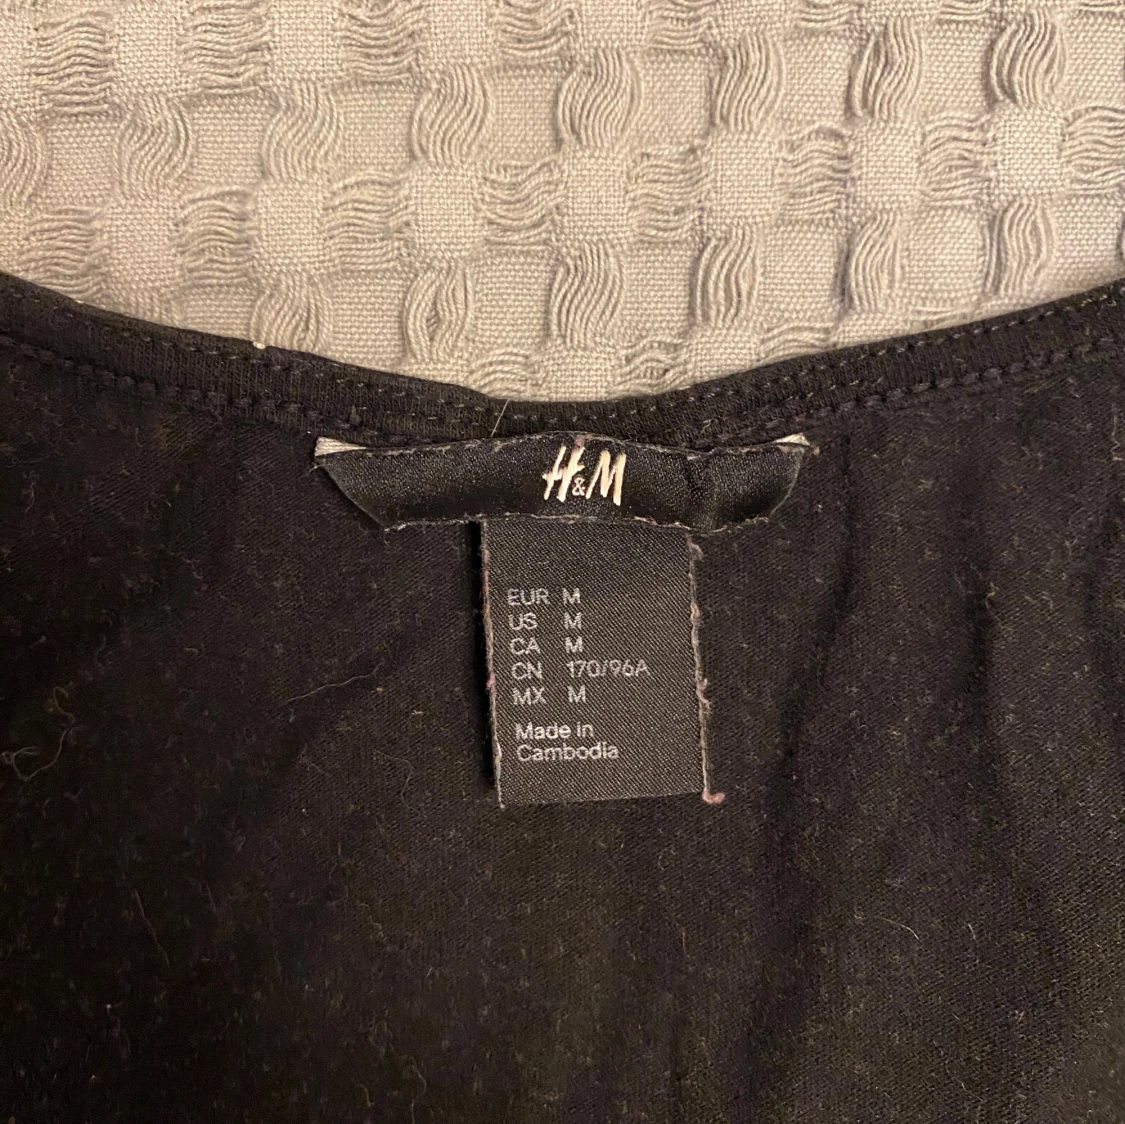 H&M
EUR M
US M
CA M
CN 170/96A
MX M
Made in
Cambodia